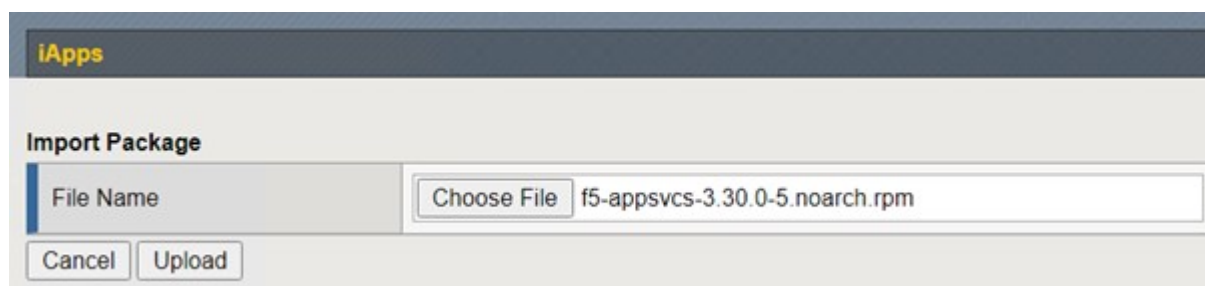 iApps
Import Package
File Name Choose File f5-appsvcs-3.30.0-5.noarch.rpm
Cancel Upload